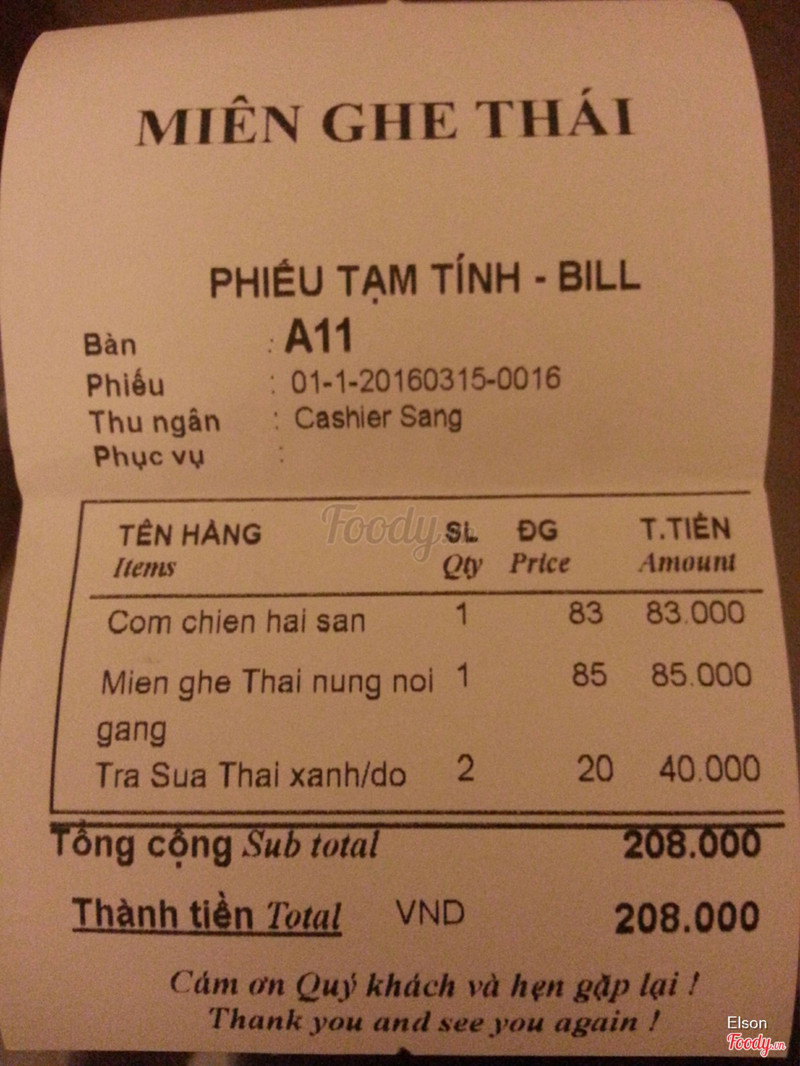 MIÊN GHE THÁI
PHIẾU TẠM TÍNH - BILL
Bàn : A11
Phiếu : 01-1-20160315-0016
Thu ngân : Cashier Sang
Phục vụ :
Foody.vn
TÊN HÀNG SL ĐG T.TIỀN
Items Qty Price Amount
Com chien hai san 1 83 83.000
Mien ghe Thai nung noi 1 85 85.000
gang
Tra Sua Thai xanh/do 2 20 40.000
Tổng cộng Sub total 208.000
Thành tiền Total VND 208.000
Cám ơn Quý khách và hẹn gặp lại !
Thank you and see you again !
Elson
Foody.vn